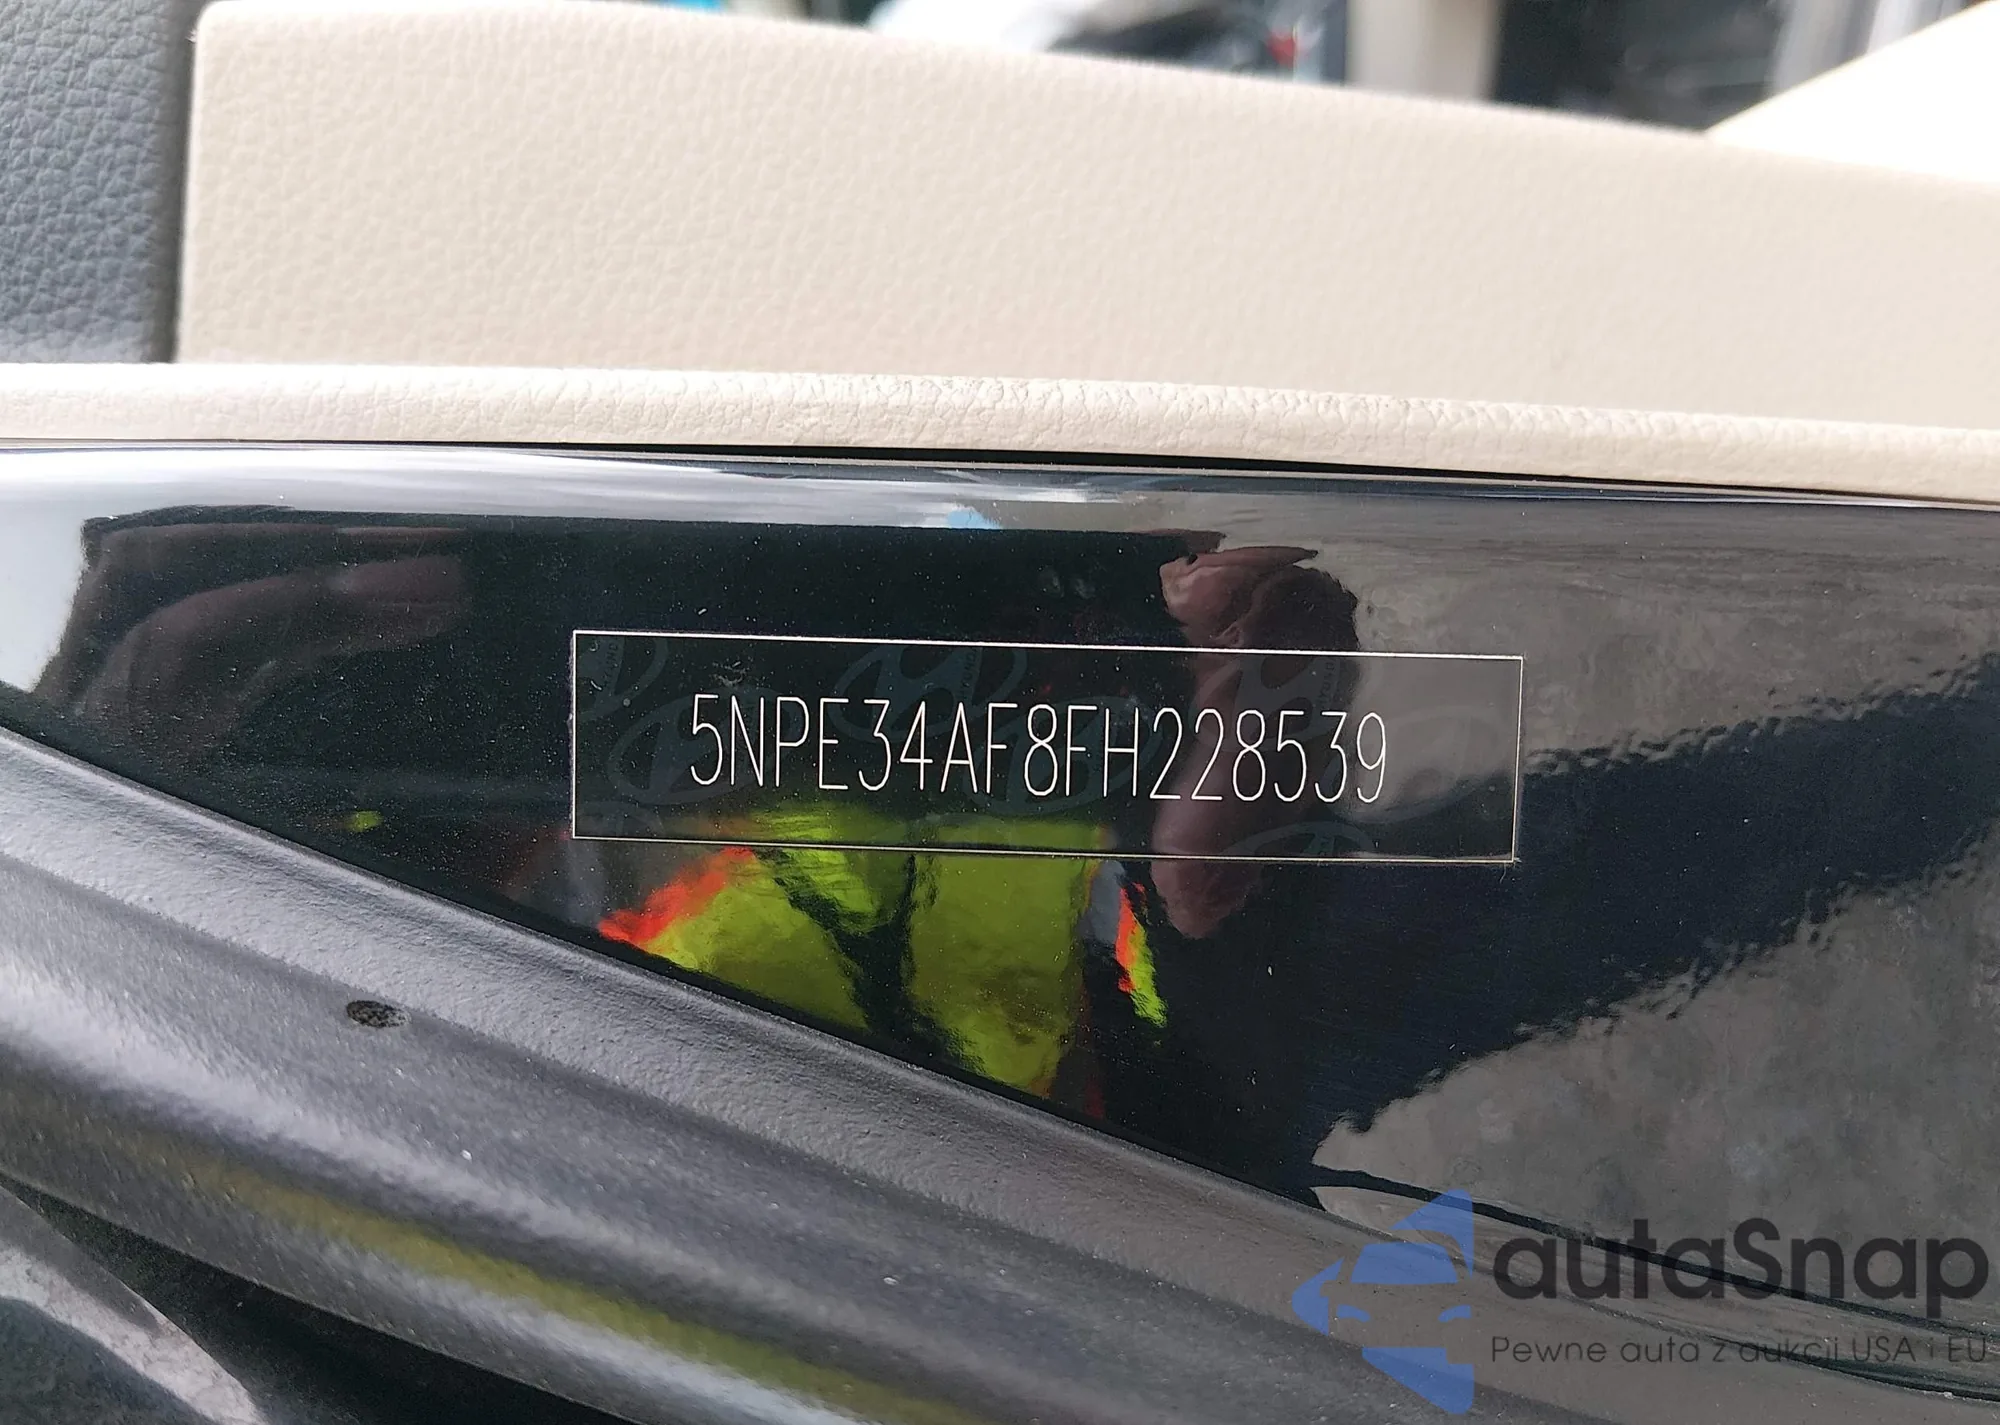 5NPE34AF8FH228539
autaSnap
Pewne auta z aukcji USA i EU